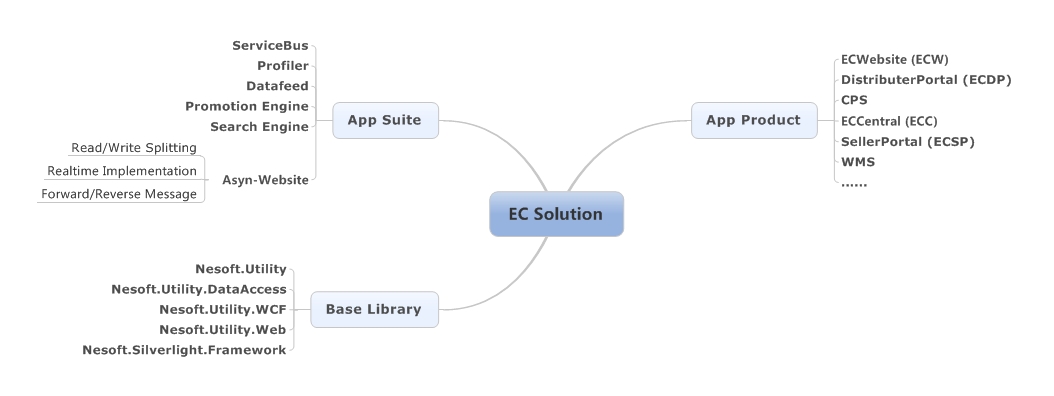 EC Solution
App Suite
ServiceBus
Profiler
Datafeed
Promotion Engine
Search Engine
Asyn-Website
Read/Write Splitting
Realtime Implementation
Forward/Reverse Message
Base Library
Nesoft.Utility
Nesoft.Utility.DataAccess
Nesoft.Utility.WCF
Nesoft.Utility.Web
Nesoft.Silverlight.Framework
App Product
ECWebsite (ECW)
DistributerPortal (ECDP)
CPS
ECCentral (ECC)
SellerPortal (ECSP)
WMS
......